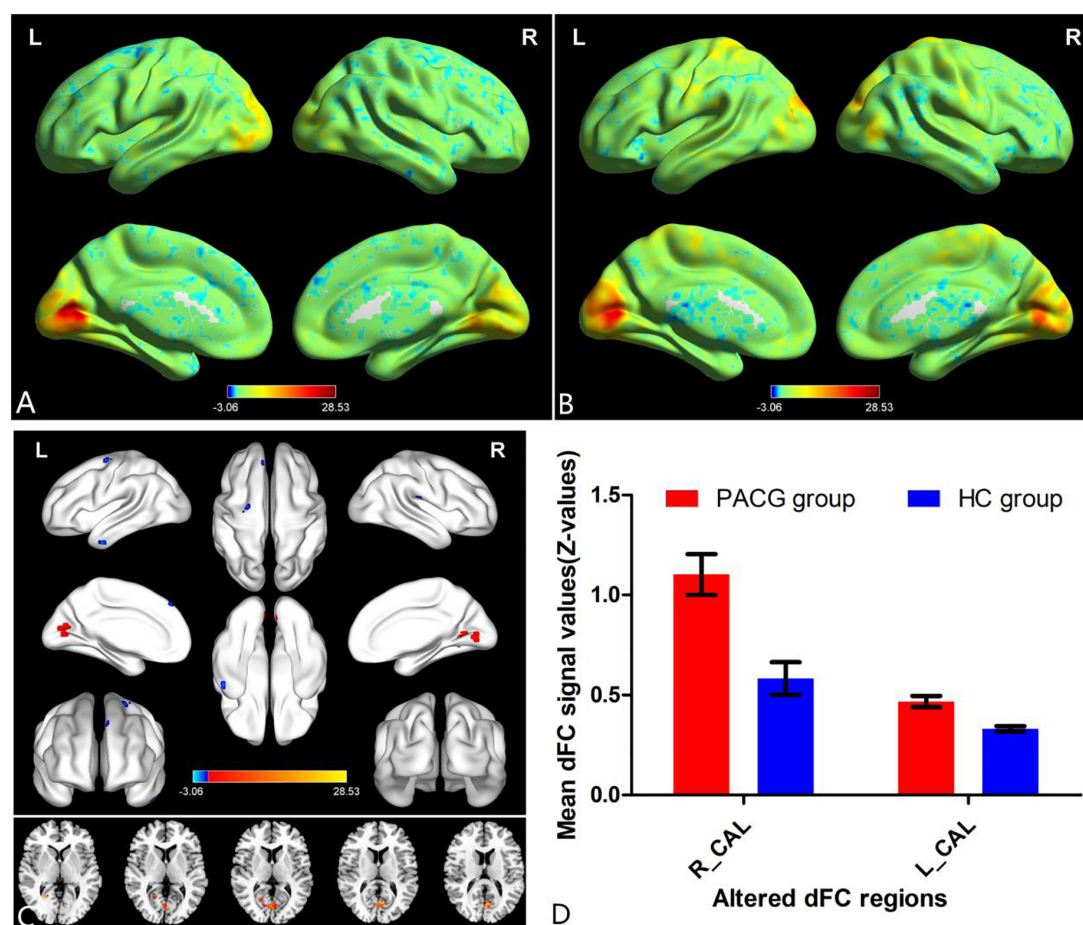 L R
-3.06 28.53
A
L R
-3.06 28.53
B
L R
-3.06 28.53
C
Mean dFC signal values(Z-values)
1.5
1.0
0.5
0.0
PACG group HC group
R_CAL L_CAL
Altered dFC regions
D